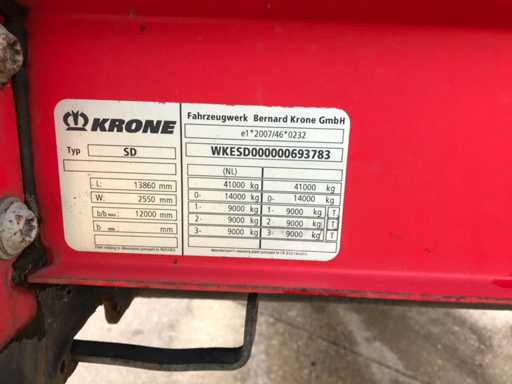 KRONE
Typ SD
L: 13860 mm
W: 2550 mm
b/b max 12000 mm
b mm
Fahrzeugwerk Bernard Krone GmbH
e1*2007/46*0232
WKESD000000693783
(NL)
41000 kg 41000 kg
0- 14000 kg 0- 14000 kg
1- 9000 kg 1- 9000 kg T
2- 9000 kg 2- 9000 kg T
3- 9000 kg 3- 9000 kg T